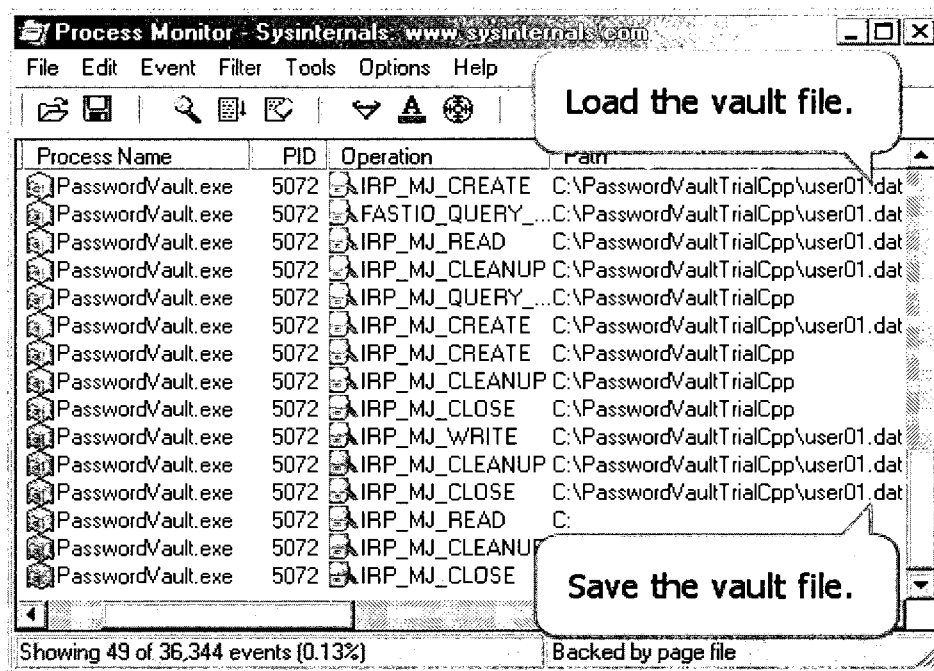 Process Monitor - Sysinternals: www.sysinternals.com
File Edit Event Filter Tools Options Help
Load the vault file.
Process Name PID Operation Path
PasswordVault.exe 5072 IRP_MJ_CREATE C:\PasswordVaultTrialCpp\user01.dat
PasswordVault.exe 5072 FASTIO_QUERY_... C:\PasswordVaultTrialCpp\user01.dat
PasswordVault.exe 5072 IRP_MJ_READ C:\PasswordVaultTrialCpp\user01.dat
PasswordVault.exe 5072 IRP_MJ_CLEANUP C:\PasswordVaultTrialCpp\user01.dat
PasswordVault.exe 5072 IRP_MJ_QUERY_... C:\PasswordVaultTrialCpp
PasswordVault.exe 5072 IRP_MJ_CREATE C:\PasswordVaultTrialCpp\user01.dat
PasswordVault.exe 5072 IRP_MJ_CREATE C:\PasswordVaultTrialCpp
PasswordVault.exe 5072 IRP_MJ_CLEANUP C:\PasswordVaultTrialCpp
PasswordVault.exe 5072 IRP_MJ_CLOSE C:\PasswordVaultTrialCpp
PasswordVault.exe 5072 IRP_MJ_WRITE C:\PasswordVaultTrialCpp\user01.dat
PasswordVault.exe 5072 IRP_MJ_CLEANUP C:\PasswordVaultTrialCpp\user01.dat
PasswordVault.exe 5072 IRP_MJ_CLOSE C:\PasswordVaultTrialCpp\user01.dat
PasswordVault.exe 5072 IRP_MJ_READ C:
PasswordVault.exe 5072 IRP_MJ_CLEANUP
PasswordVault.exe 5072 IRP_MJ_CLOSE
Save the vault file.
Showing 49 of 36,344 events (0.13%) Backed by page file